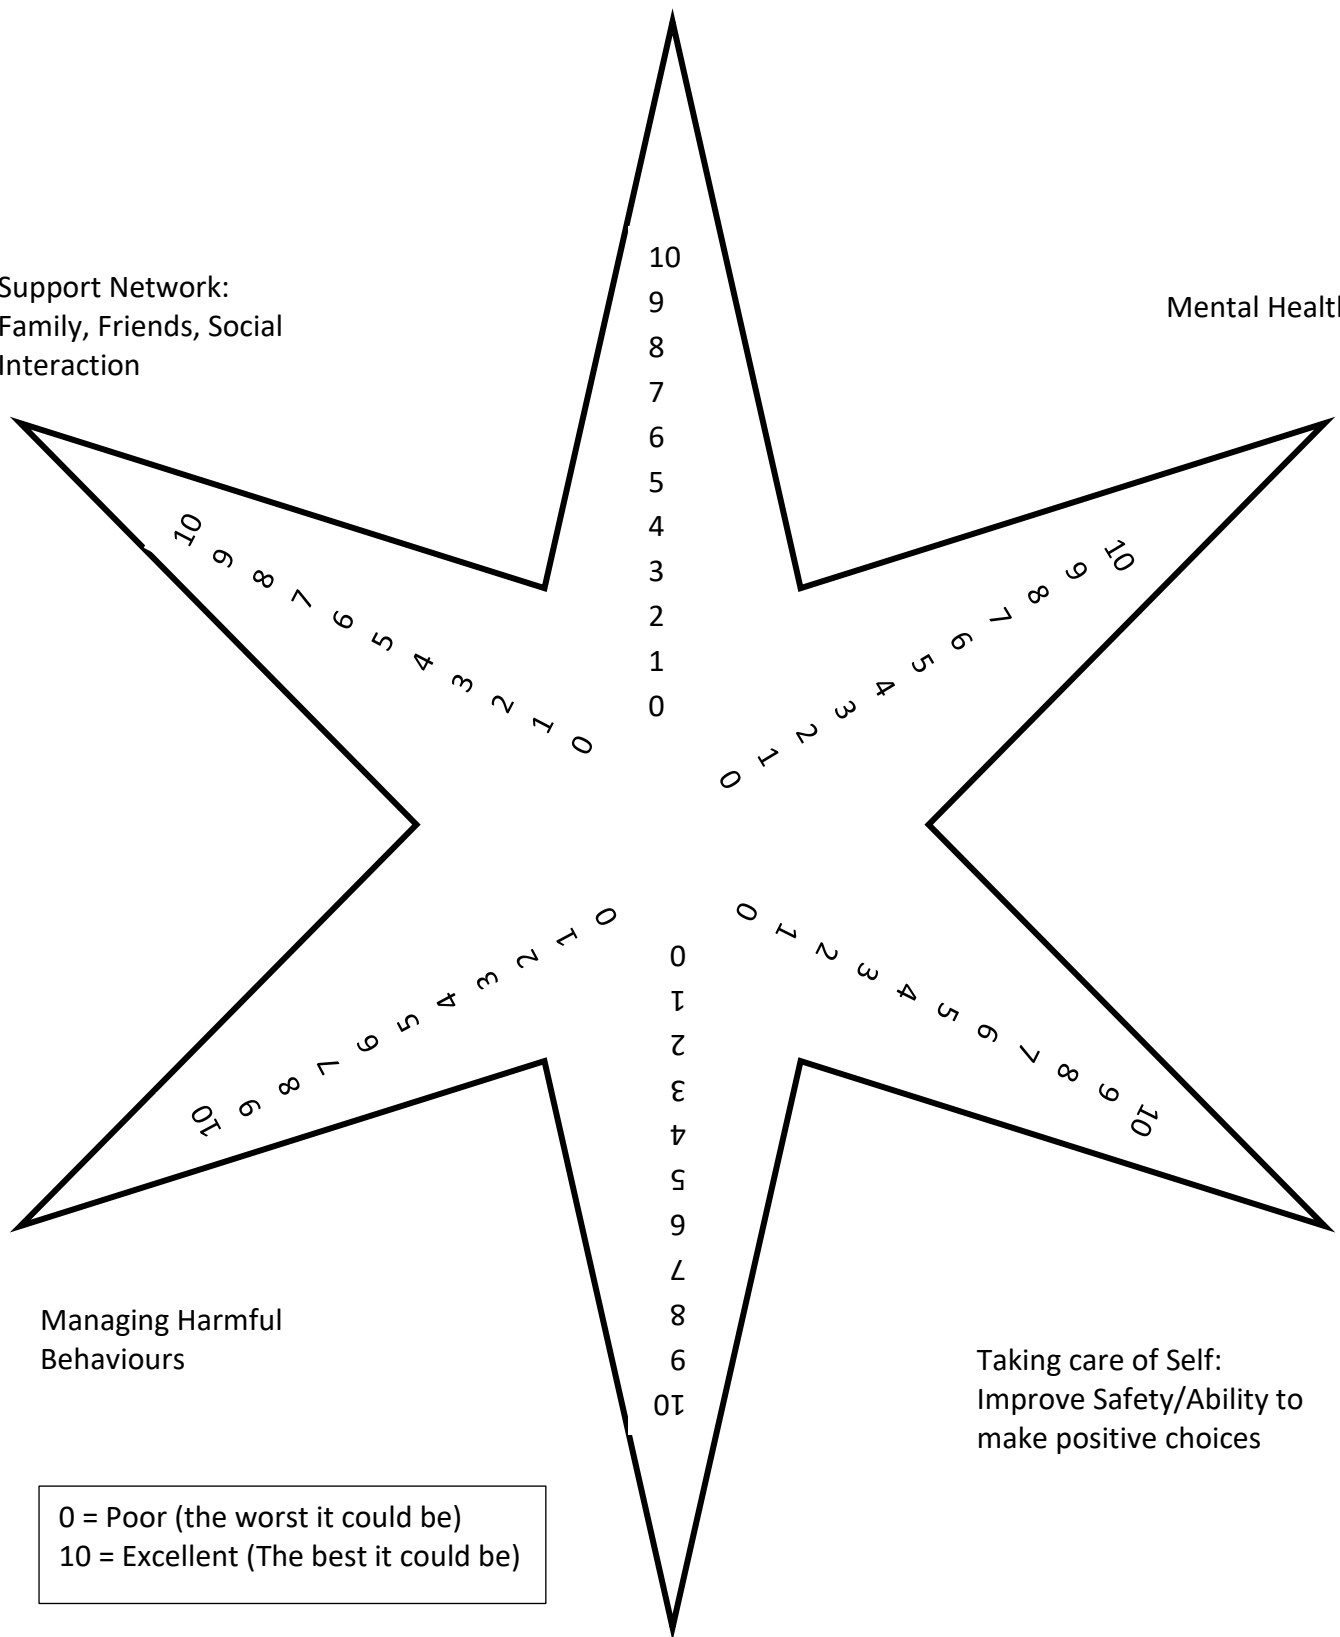 Support Network:
Family, Friends, Social
Interaction
Mental Health
10
9
8
7
6
5
4
3
2
1
0
10 9 8 7 6 5 4 3 2 1 0
0 1 2 3 4 5 6 7 8 9 10
10 9 8 7 6 5 4 3 2 1 0
0
1
2
3
4
5
6
7
8
9
10
0 1 2 3 4 5 6 7 8 9 10
Managing Harmful
Behaviours
Taking care of Self:
Improve Safety/Ability to
make positive choices
0 = Poor (the worst it could be)
10 = Excellent (The best it could be)